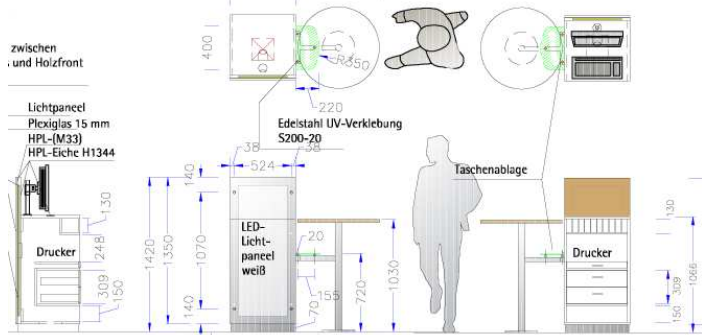 zwischen
s und Holzfront
Lichtpaneel
Plexiglas 15 mm
HPL-(M33)
HPL-Eiche H1344
400
R350
220
Edelstahl UV-Verklebung
S200-20
Taschenablage
38
524
38
140
1420
1350
1070
140
130
248
309
150
Drucker
LED-
Licht-
paneel
weiß
20
155
70
720
1030
Drucker
130
309
150
1066